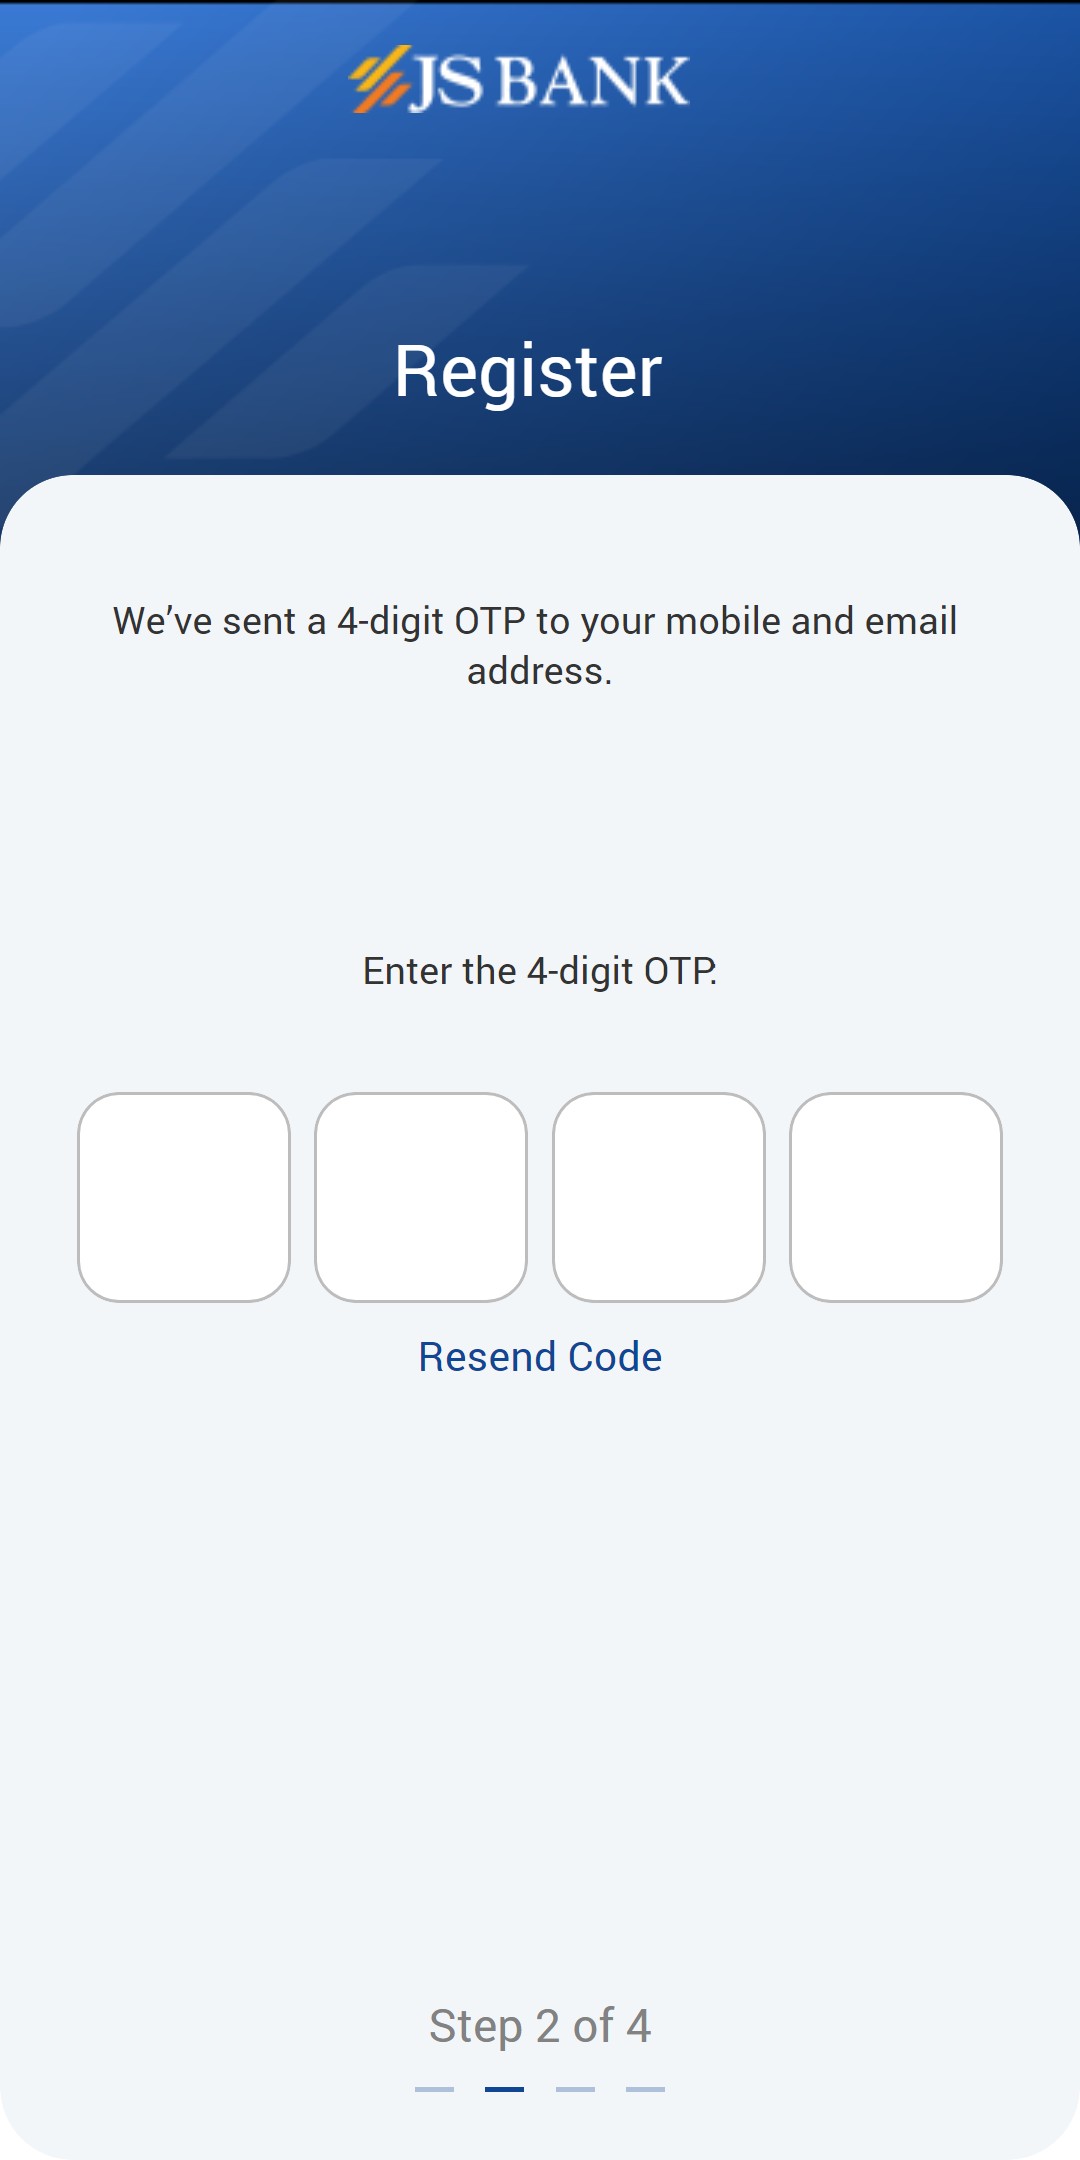 JS BANK
Register
We’ve sent a 4-digit OTP to your mobile and email
address.
Enter the 4-digit OTP.
Resend Code
Step 2 of 4